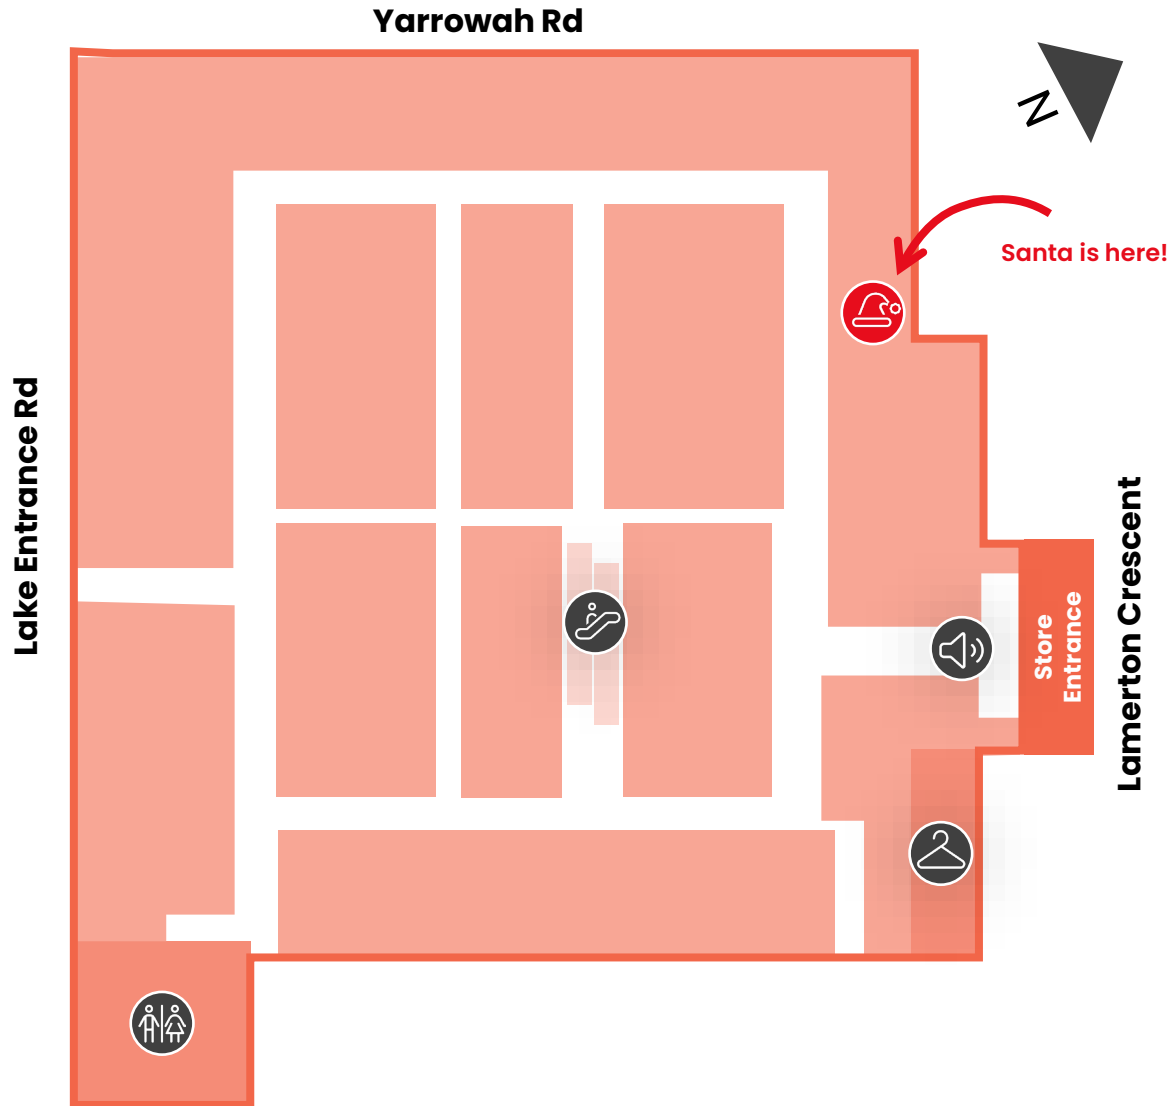 Yarrowah Rd
N
Santa is here!
Lake Entrance Rd
Store
Entrance
Lamerton Crescent